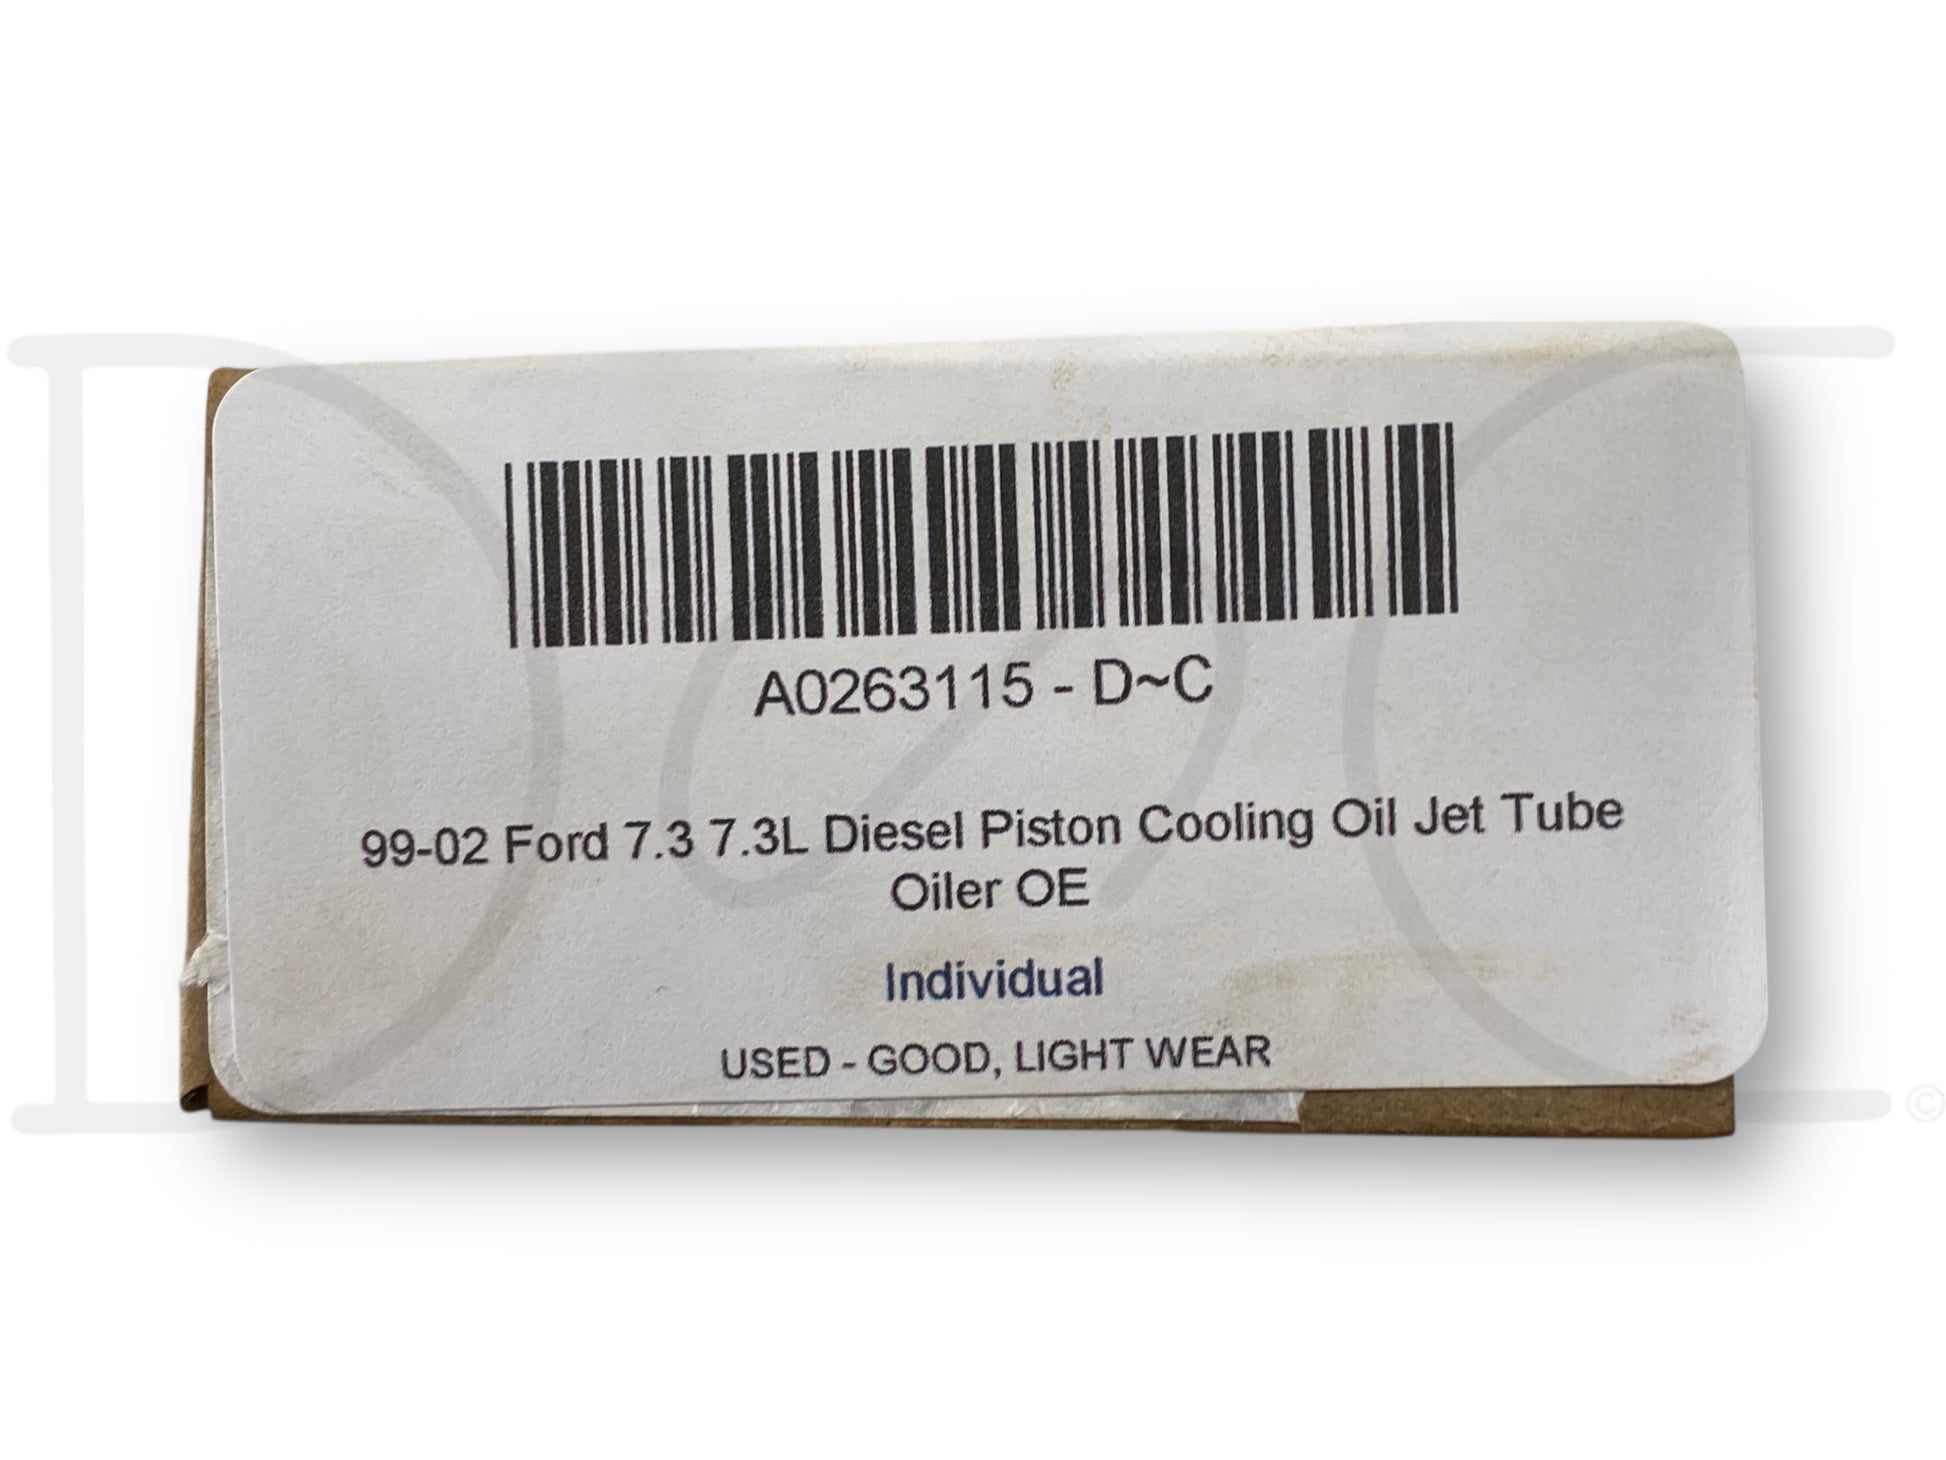 A0263115 - D~C
99-02 Ford 7.3 7.3L Diesel Piston Cooling Oil Jet Tube
Oiler OE
Individual
USED - GOOD, LIGHT WEAR
©